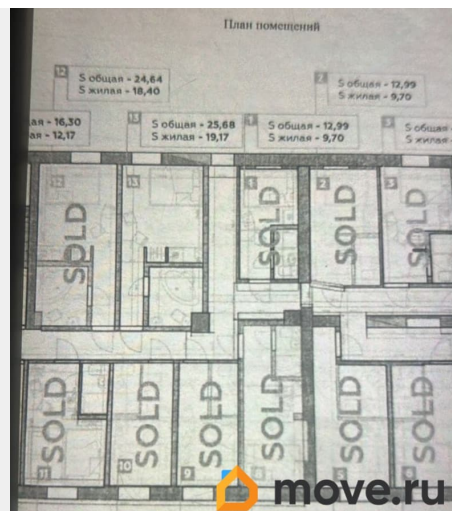 План помещений
12
S общая - 24,64
S жилая - 18,40
2
S общая - 12,99
S жилая - 9,70
ая - 16,30
ая - 12,17
13
S общая - 25,68
S жилая - 19,17
1
S общая - 12,99
S жилая - 9,70
3
S общая -
S жилая -
12
SOLD
13
1
SOLD
2
SOLD
3
SOLD
SOLD
11
SOLD
10
SOLD
9
SOLD
SOLD
SOLD
move.ru